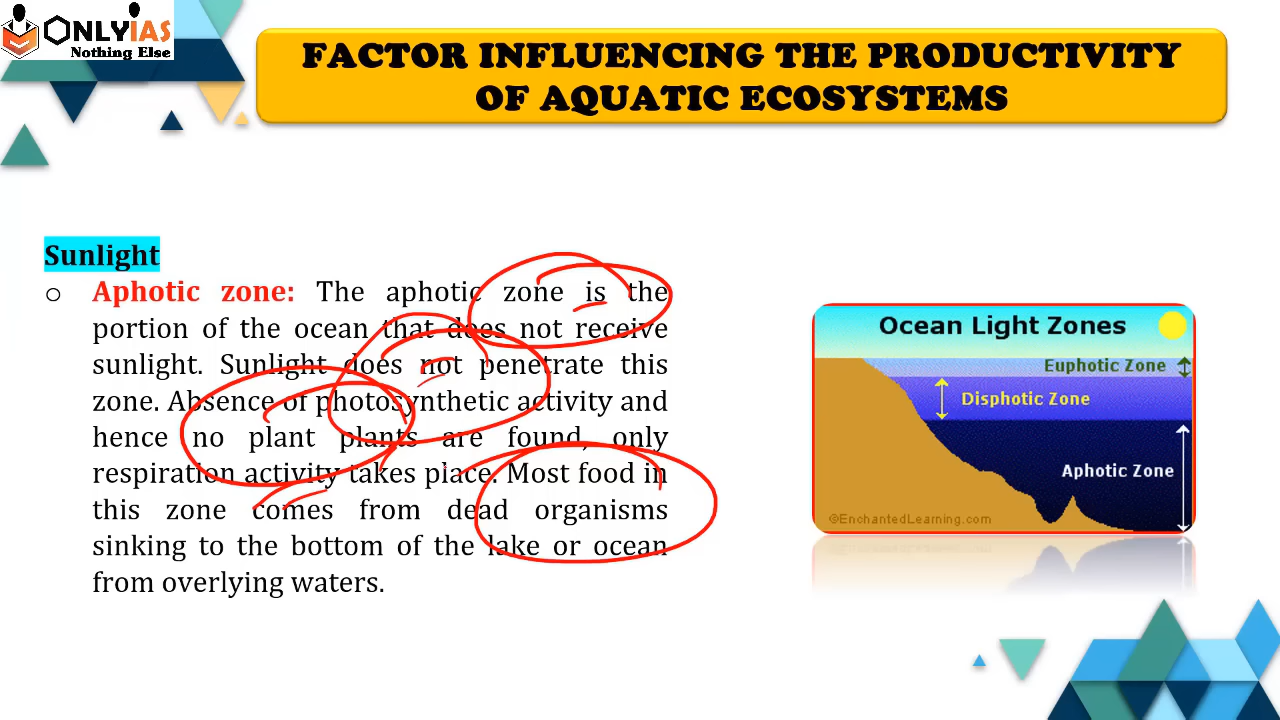 ONLYIAS
Nothing Else
FACTOR INFLUENCING THE PRODUCTIVITY
OF AQUATIC ECOSYSTEMS
Sunlight
o Aphotic zone: The aphotic zone is the
portion of the ocean that does not receive
sunlight. Sunlight does not penetrate this
zone. Absence of photosynthetic activity and
hence no plant plants are found, only
respiration activity takes place. Most food in
this zone comes from dead organisms
sinking to the bottom of the lake or ocean
from overlying waters.
Ocean Light Zones
Euphotic Zone
Disphotic Zone
Aphotic Zone
©EnchantedLearning.com